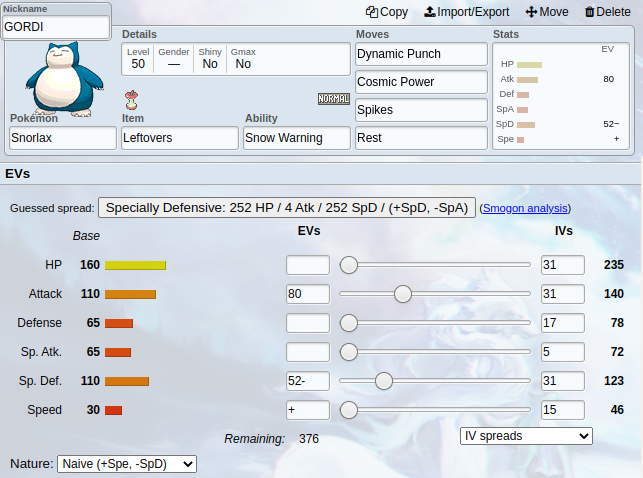 Nickname
Copy Import/Export Move Delete
GORDI
Details Moves Stats
Level Gender Shiny Gmax
50 — No No
Dynamic Punch
Cosmic Power
Spikes
Rest
EV
HP
Atk 80
Def
SpA
SpD 52−
Spe +
NORMAL
Pokémon Item Ability
Snorlax Leftovers Snow Warning
EVs
Guessed spread: Specially Defensive: 252 HP / 4 Atk / 252 SpD / (+SpD, -SpA) (Smogon analysis)
Base EVs IVs
HP 160 31 235
Attack 110 80 31 140
Defense 65 17 78
Sp. Atk. 65 5 72
Sp. Def. 110 52- 31 123
Speed 30 + 15 46
Remaining: 376 IV spreads
Nature: Naive (+Spe, -SpD)